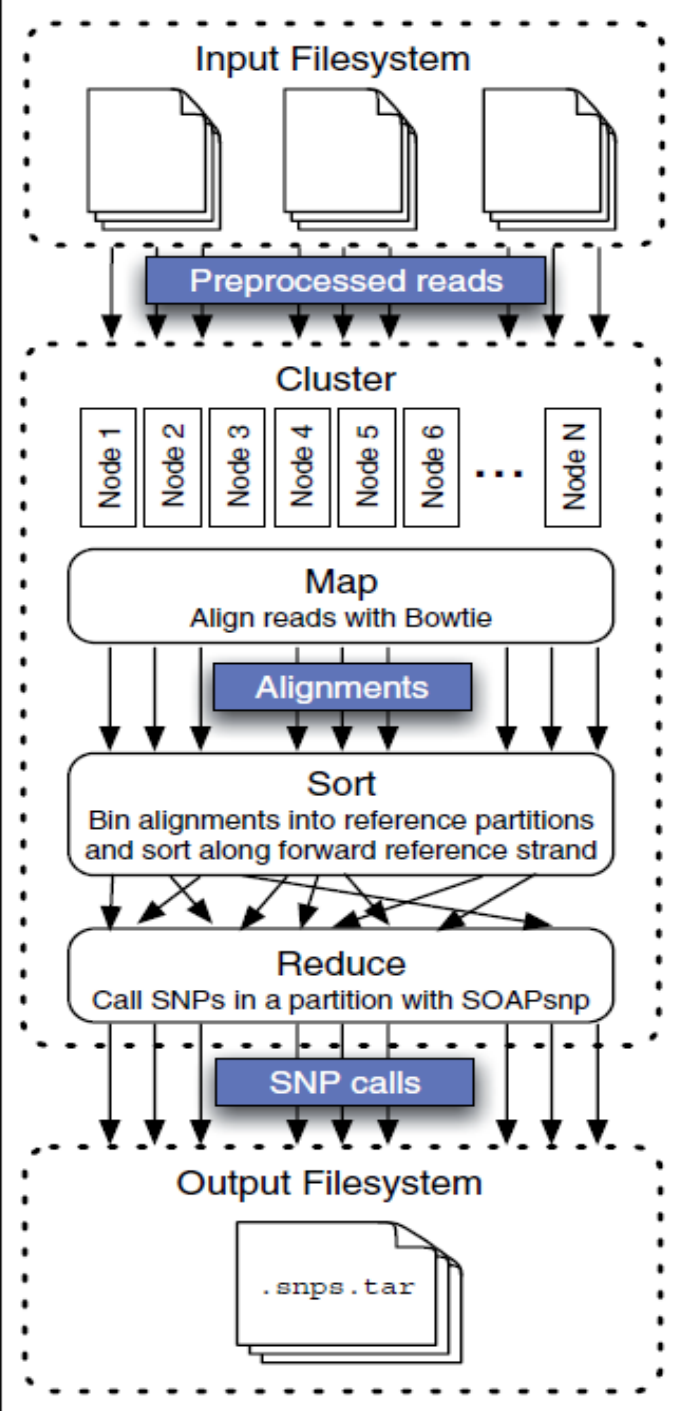 Input Filesystem
Preprocessed reads
Cluster
Node 1
Node 2
Node 3
Node 4
Node 5
Node 6
...
Node N
Map
Align reads with Bowtie
Alignments
Sort
Bin alignments into reference partitions
and sort along forward reference strand
Reduce
Call SNPs in a partition with SOAPsnp
SNP calls
Output Filesystem
.snps.tar